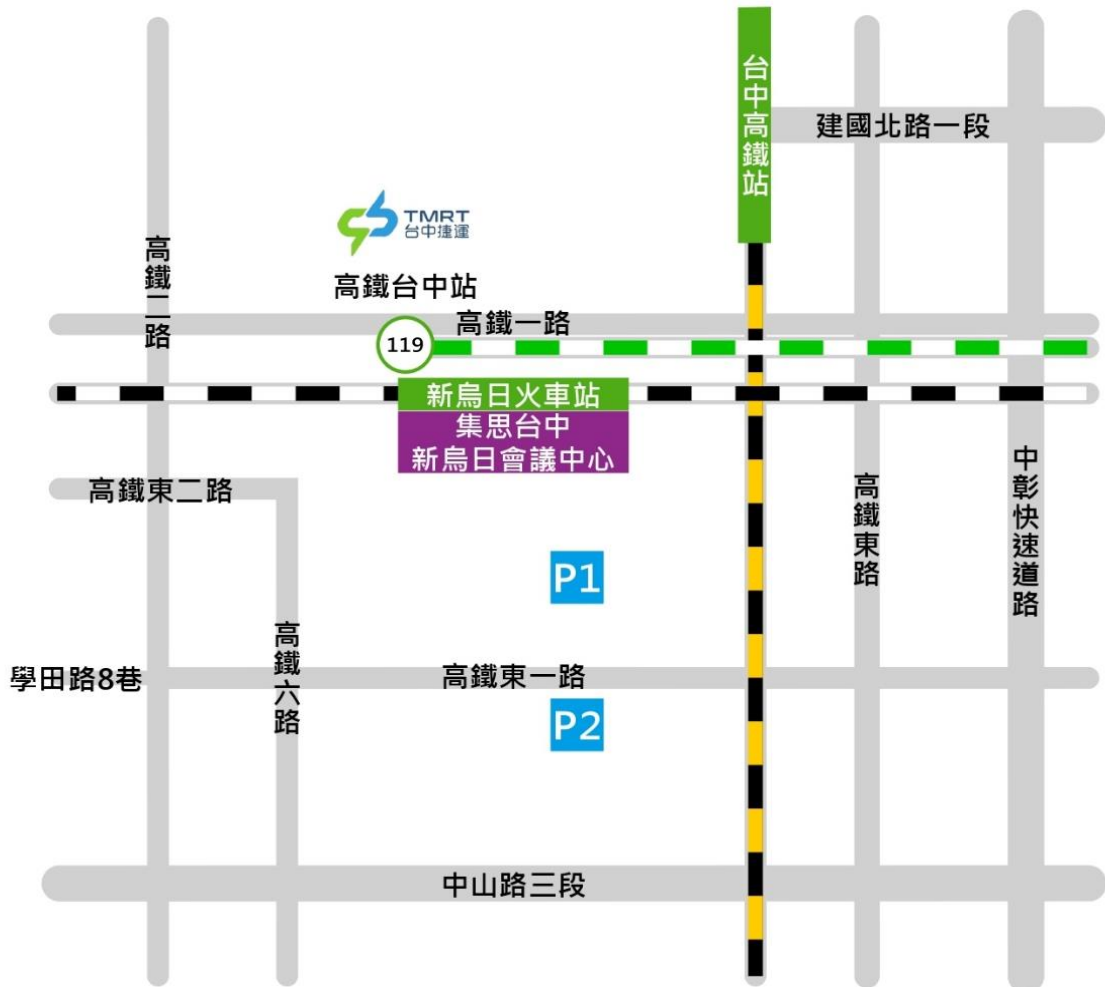 台中高鐵站
建國北路一段
TMRT
台中捷運
高鐵二路
高鐵台中站
高鐵一路
119
新烏日火車站
集思台中
新烏日會議中心
高鐵東二路
高鐵東路
中彰快速道路
P1
高鐵六路
學田路8巷
高鐵東一路
P2
中山路三段